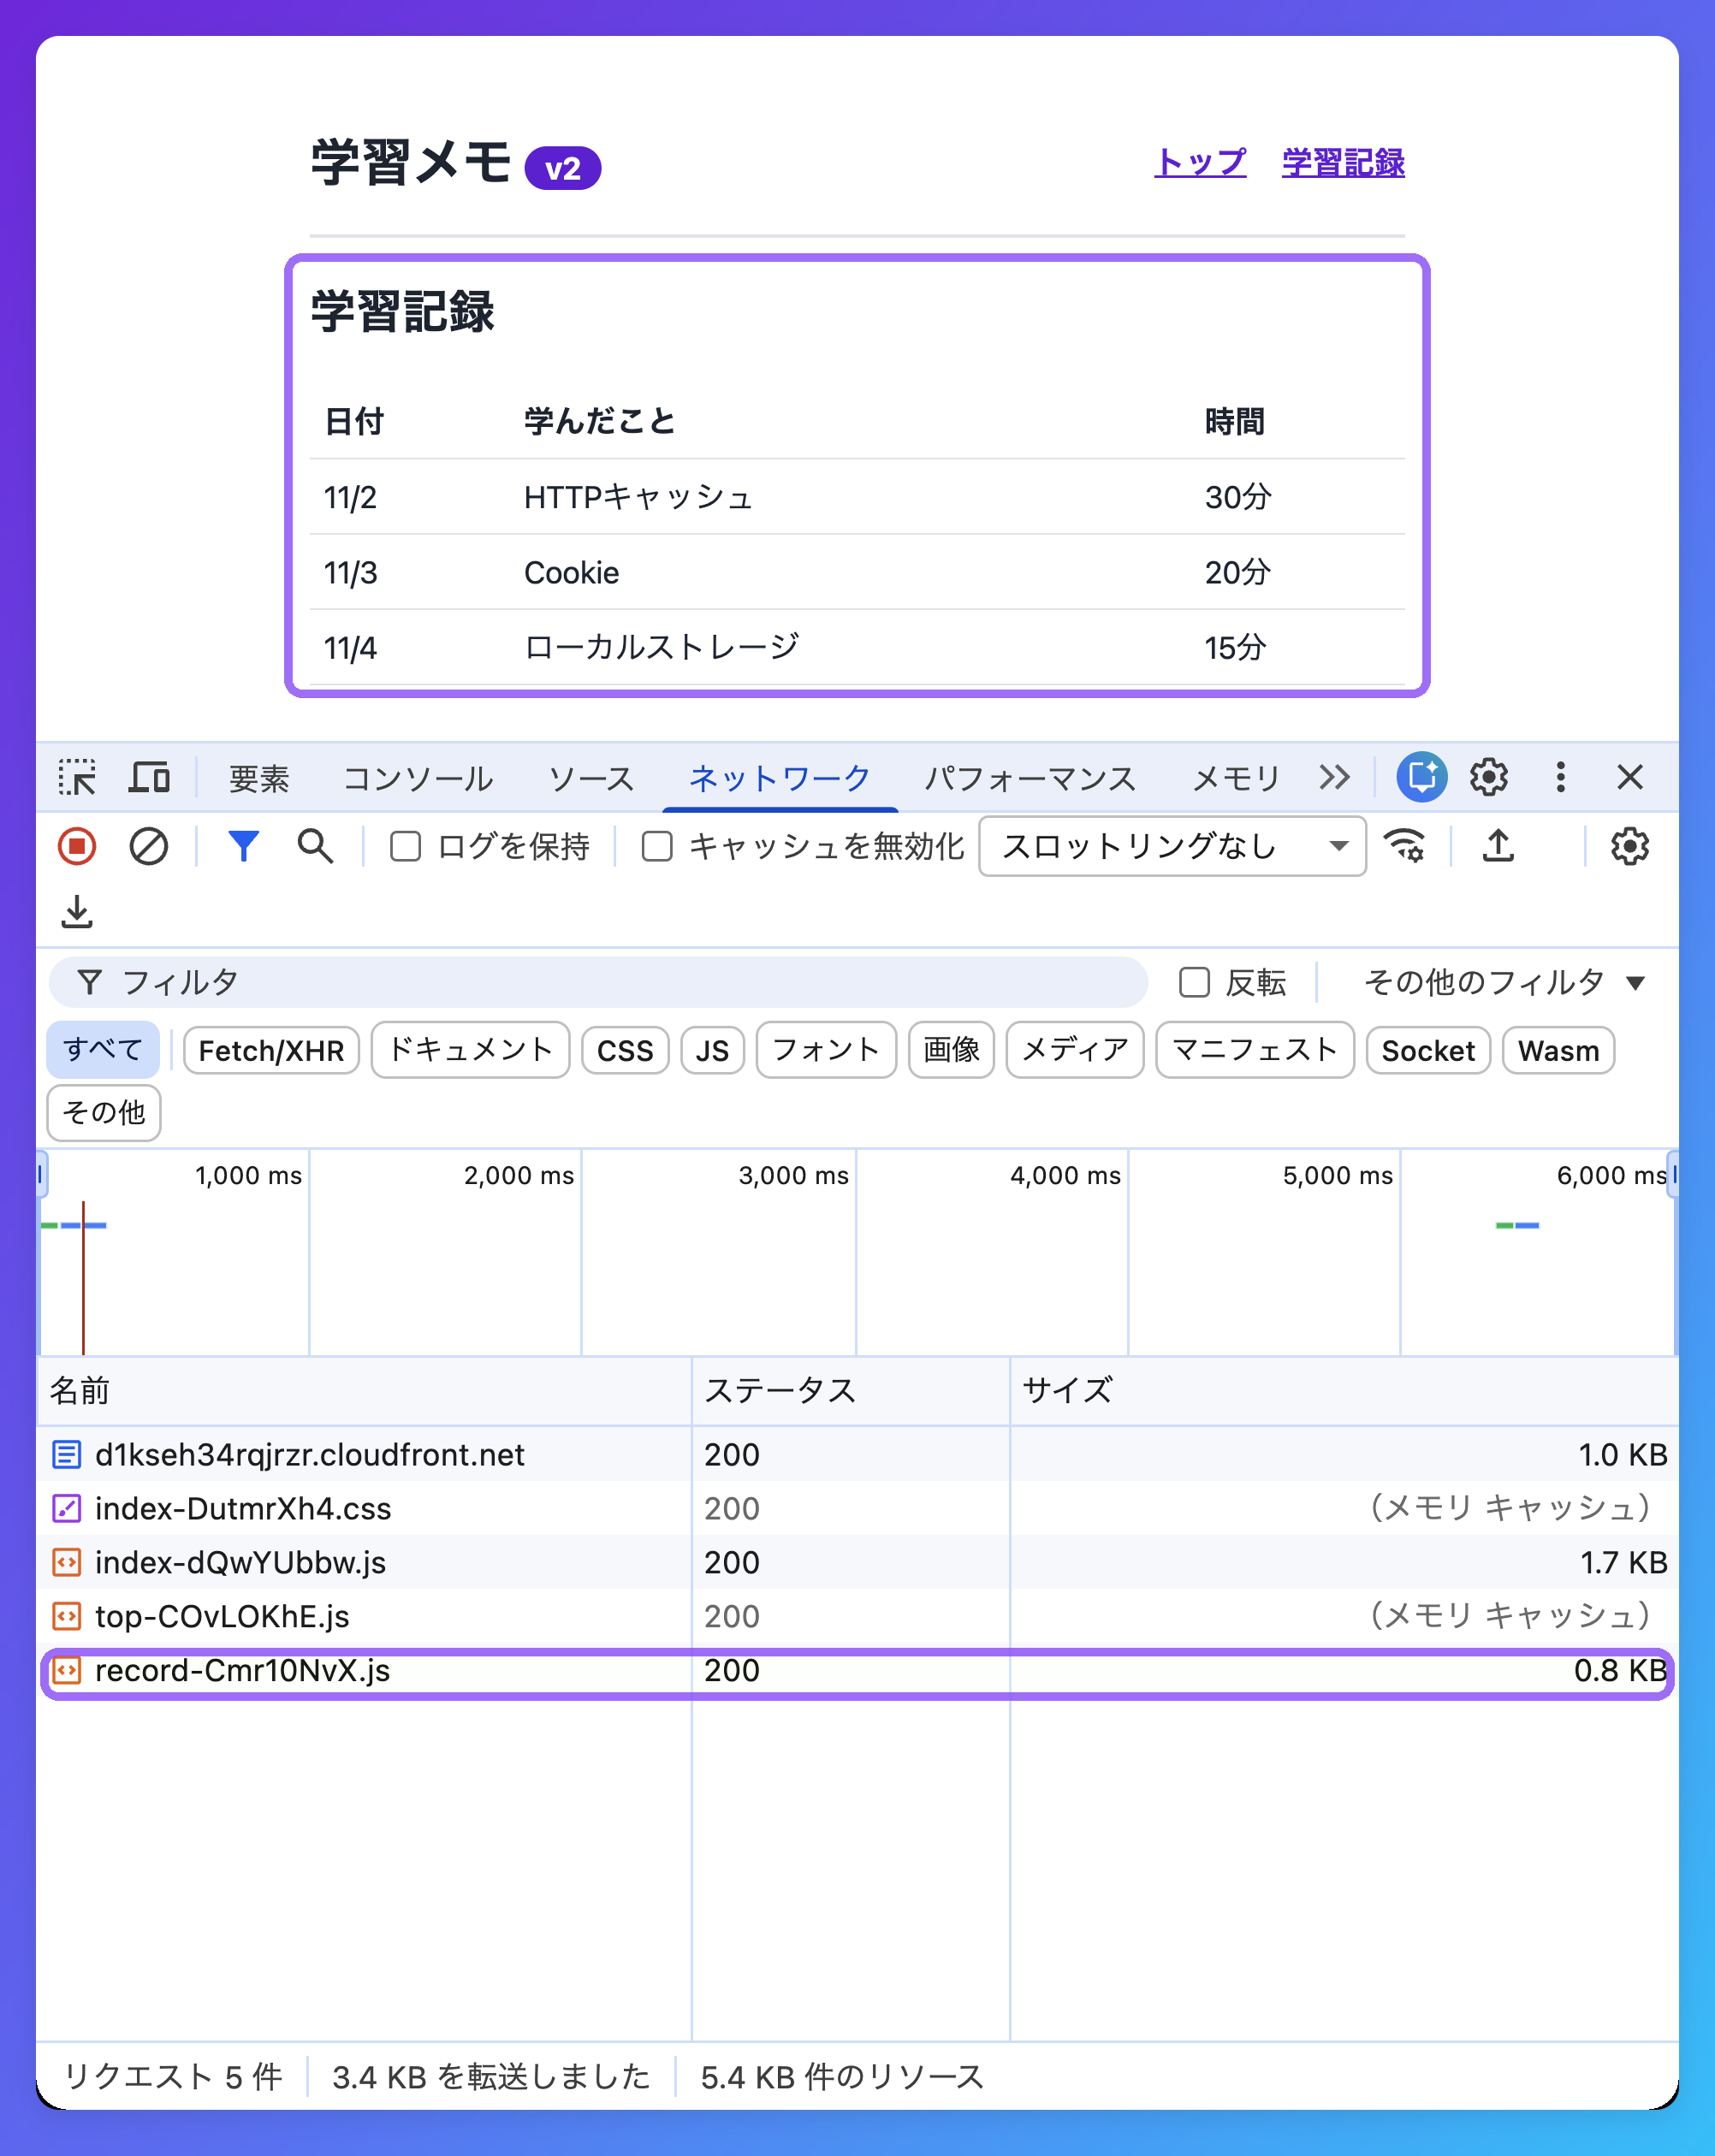 学習メモ v2 トップ 学習記録
学習記録
日付 学んだこと 時間
11/2 HTTPキャッシュ 30分
11/3 Cookie 20分
11/4 ローカルストレージ 15分
要素 コンソール ソース ネットワーク パフォーマンス メモリ
ログを保持 キャッシュを無効化 スロットリングなし
フィルタ 反転 その他のフィルタ
すべて Fetch/XHR ドキュメント CSS JS フォント 画像 メディア マニフェスト Socket Wasm
その他
1,000 ms 2,000 ms 3,000 ms 4,000 ms 5,000 ms 6,000 ms
名前 ステータス サイズ
d1kseh34rqjrzr.cloudfront.net 200 1.0 KB
index-DutmrXh4.css 200 （メモリ キャッシュ）
index-dQwYUbbw.js 200 1.7 KB
top-COvLOKhE.js 200 （メモリ キャッシュ）
record-Cmr10NvX.js 200 0.8 KB
リクエスト 5 件 3.4 KB を転送しました 5.4 KB 件のリソース